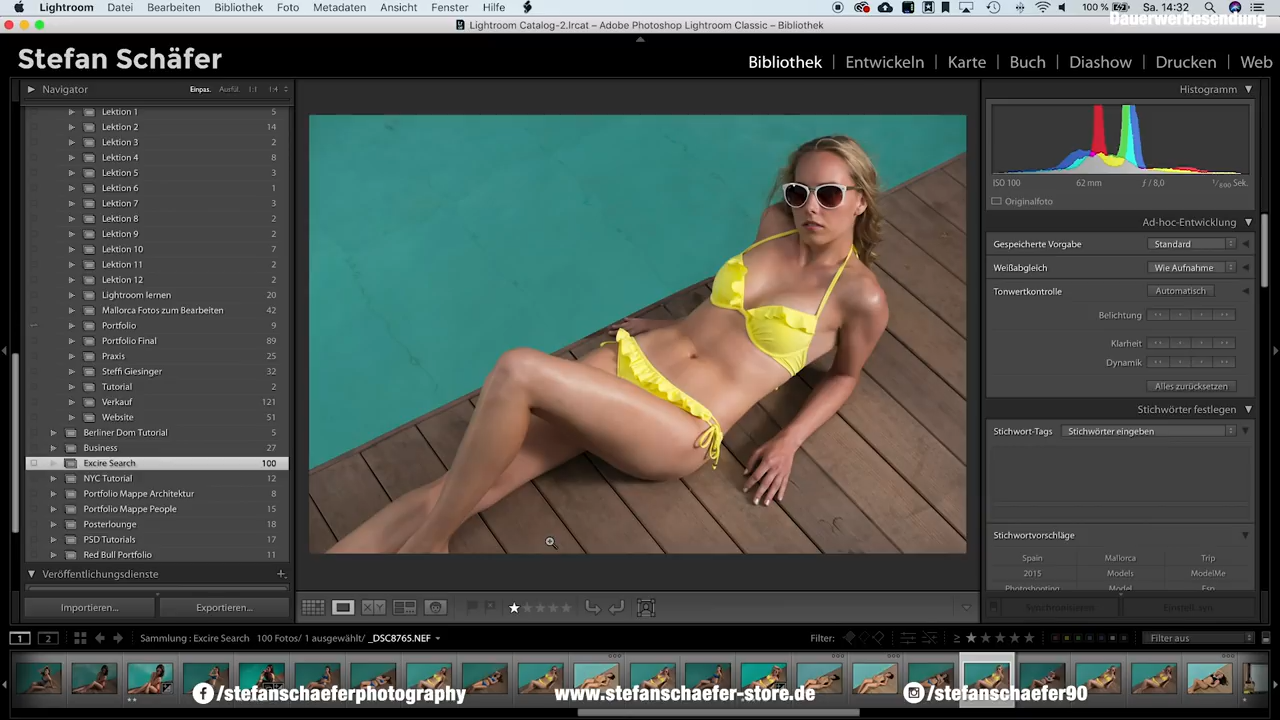 Lightroom Datei Bearbeiten Bibliothek Foto Metadaten Ansicht Fenster Hilfe 100 % Sa. 14:32
Dauerwerbesendung
Lightroom Catalog-2.lrcat – Adobe Photoshop Lightroom Classic – Bibliothek
Stefan Schäfer
Bibliothek Entwickeln Karte Buch Diashow Drucken Web
Navigator Einpas. Ausfül. 1:1 1:4
Histogramm
Lektion 1 5
Lektion 2 14
Lektion 3 2
Lektion 4 8
Lektion 5 3
Lektion 6 1
Lektion 7 3
Lektion 8 2
Lektion 9 2
Lektion 10 7
Lektion 11 2
Lektion 12 2
Lightroom lernen 20
Mallorca Fotos zum Bearbeiten 42
Portfolio 9
Portfolio Final 89
Praxis 25
Steffi Giesinger 32
Tutorial 2
Verkauf 121
Website 51
Berliner Dom Tutorial 5
Business 27
Excire Search 100
NYC Tutorial 12
Portfolio Mappe Architektur 8
Portfolio Mappe People 15
Posterlounge 18
PSD Tutorials 17
Red Bull Portfolio 11
Veröffentlichungsdienste
Importieren... Exportieren...
ISO 100 62 mm ƒ / 8,0 1/800 Sek.
Originalfoto
Ad-hoc-Entwicklung
Gespeicherte Vorgabe Standard
Weißabgleich Wie Aufnahme
Tonwertkontrolle Automatisch
Belichtung
Klarheit
Dynamik
Alles zurücksetzen
Stichwörter festlegen
Stichwort-Tags Stichwörter eingeben
Stichwortvorschläge
Spain Mallorca Trip
2015 Models ModelMe
Photoshooting Model Esp
1 2 Sammlung : Excire Search 100 Fotos/ 1 ausgewählt/ _DSC8765.NEF Filter: Filter aus
/stefanschaeferphotography www.stefanschaefer-store.de /stefanschaefer90